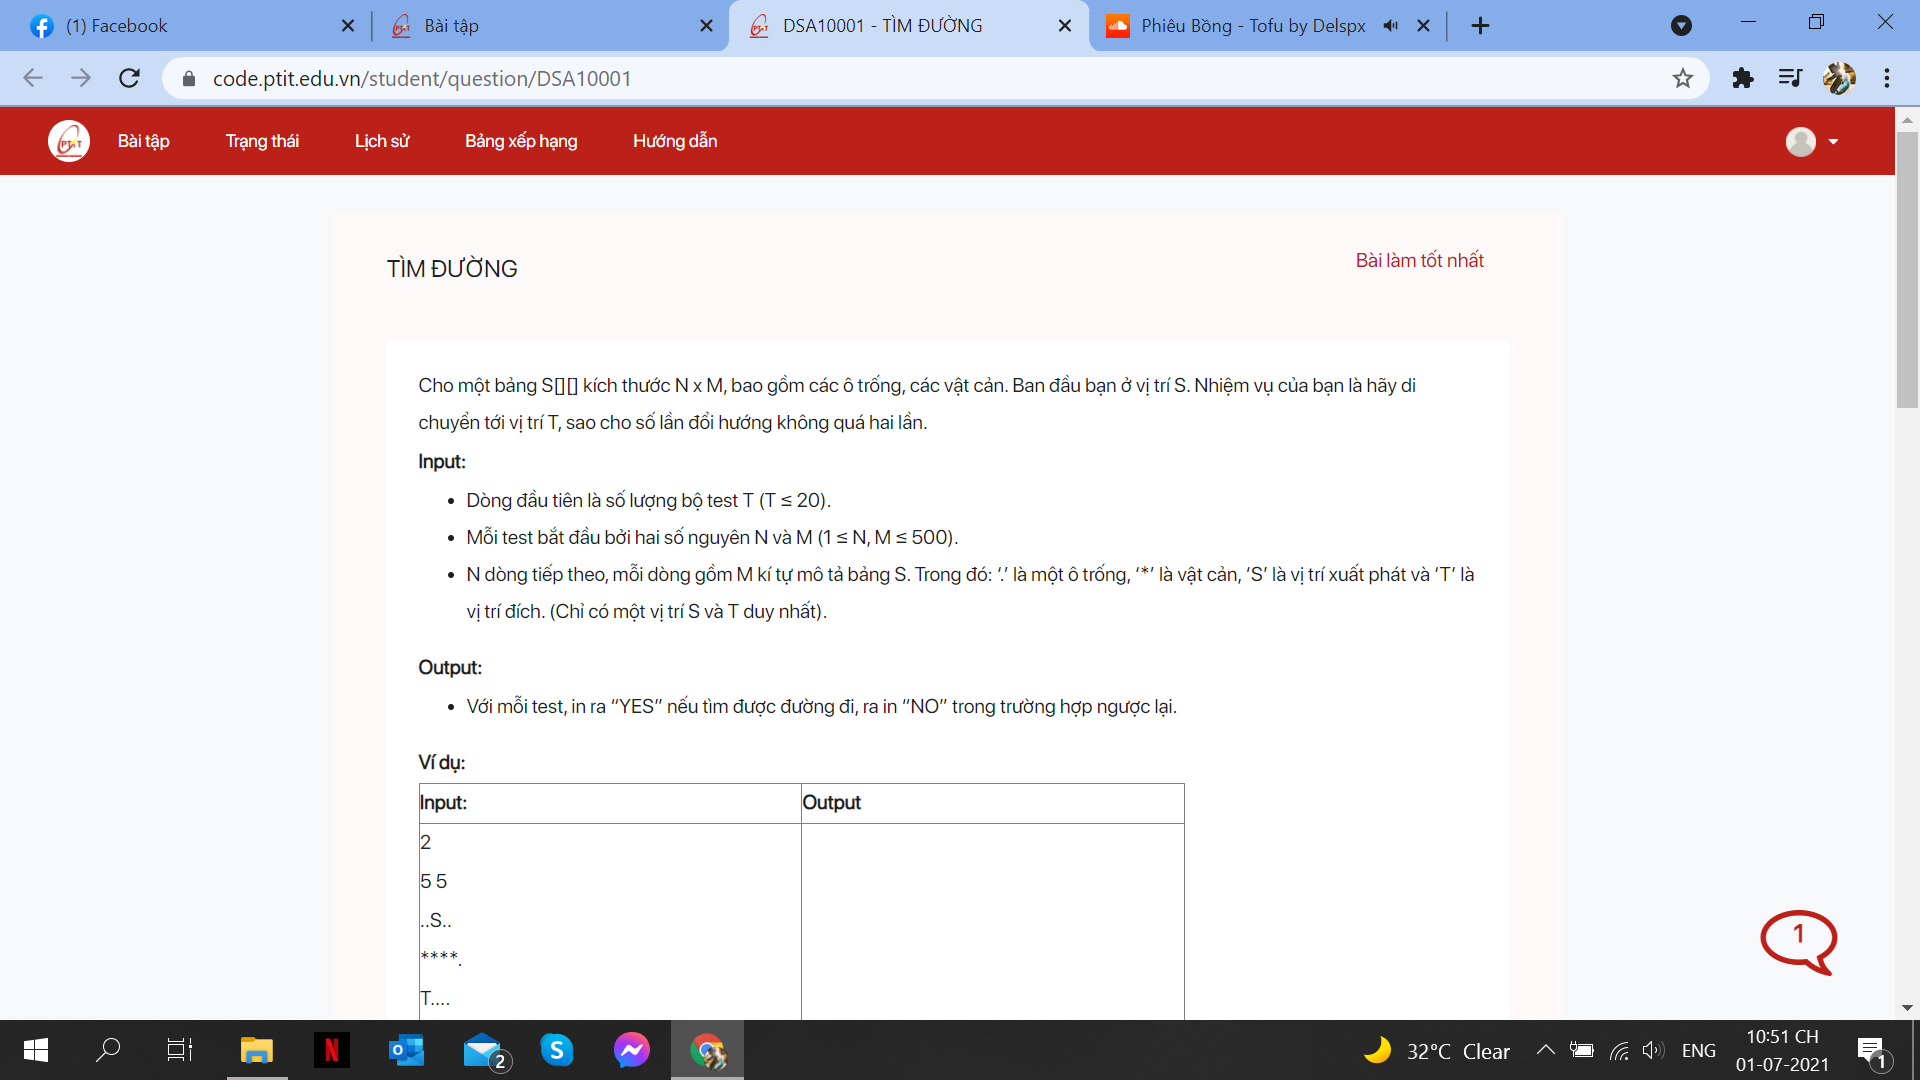 (1) Facebook
Bài tập
DSA10001 - TÌM ĐƯỜNG
Phiêu Bồng - Tofu by Delspx
code.ptit.edu.vn/student/question/DSA10001
PTIT
Bài tập
Trạng thái
Lịch sử
Bảng xếp hạng
Hướng dẫn
TÌM ĐƯỜNG
Bài làm tốt nhất
Cho một bảng S[][] kích thước N x M, bao gồm các ô trống, các vật cản. Ban đầu bạn ở vị trí S. Nhiệm vụ của bạn là hãy di
chuyển tới vị trí T, sao cho số lần đổi hướng không quá hai lần.
Input:
• Dòng đầu tiên là số lượng bộ test T (T ≤ 20).
• Mỗi test bắt đầu bởi hai số nguyên N và M (1 ≤ N, M ≤ 500).
• N dòng tiếp theo, mỗi dòng gồm M kí tự mô tả bảng S. Trong đó: ‘.’ là một ô trống, ‘*’ là vật cản, ‘S’ là vị trí xuất phát và ‘T’ là
vị trí đích. (Chỉ có một vị trí S và T duy nhất).
Output:
• Với mỗi test, in ra “YES” nếu tìm được đường đi, ra in “NO” trong trường hợp ngược lại.
Ví dụ:
Input:
Output
2
5 5
..S..
****.
T....
1
2
32°C Clear
ENG
10:51 CH
01-07-2021
1